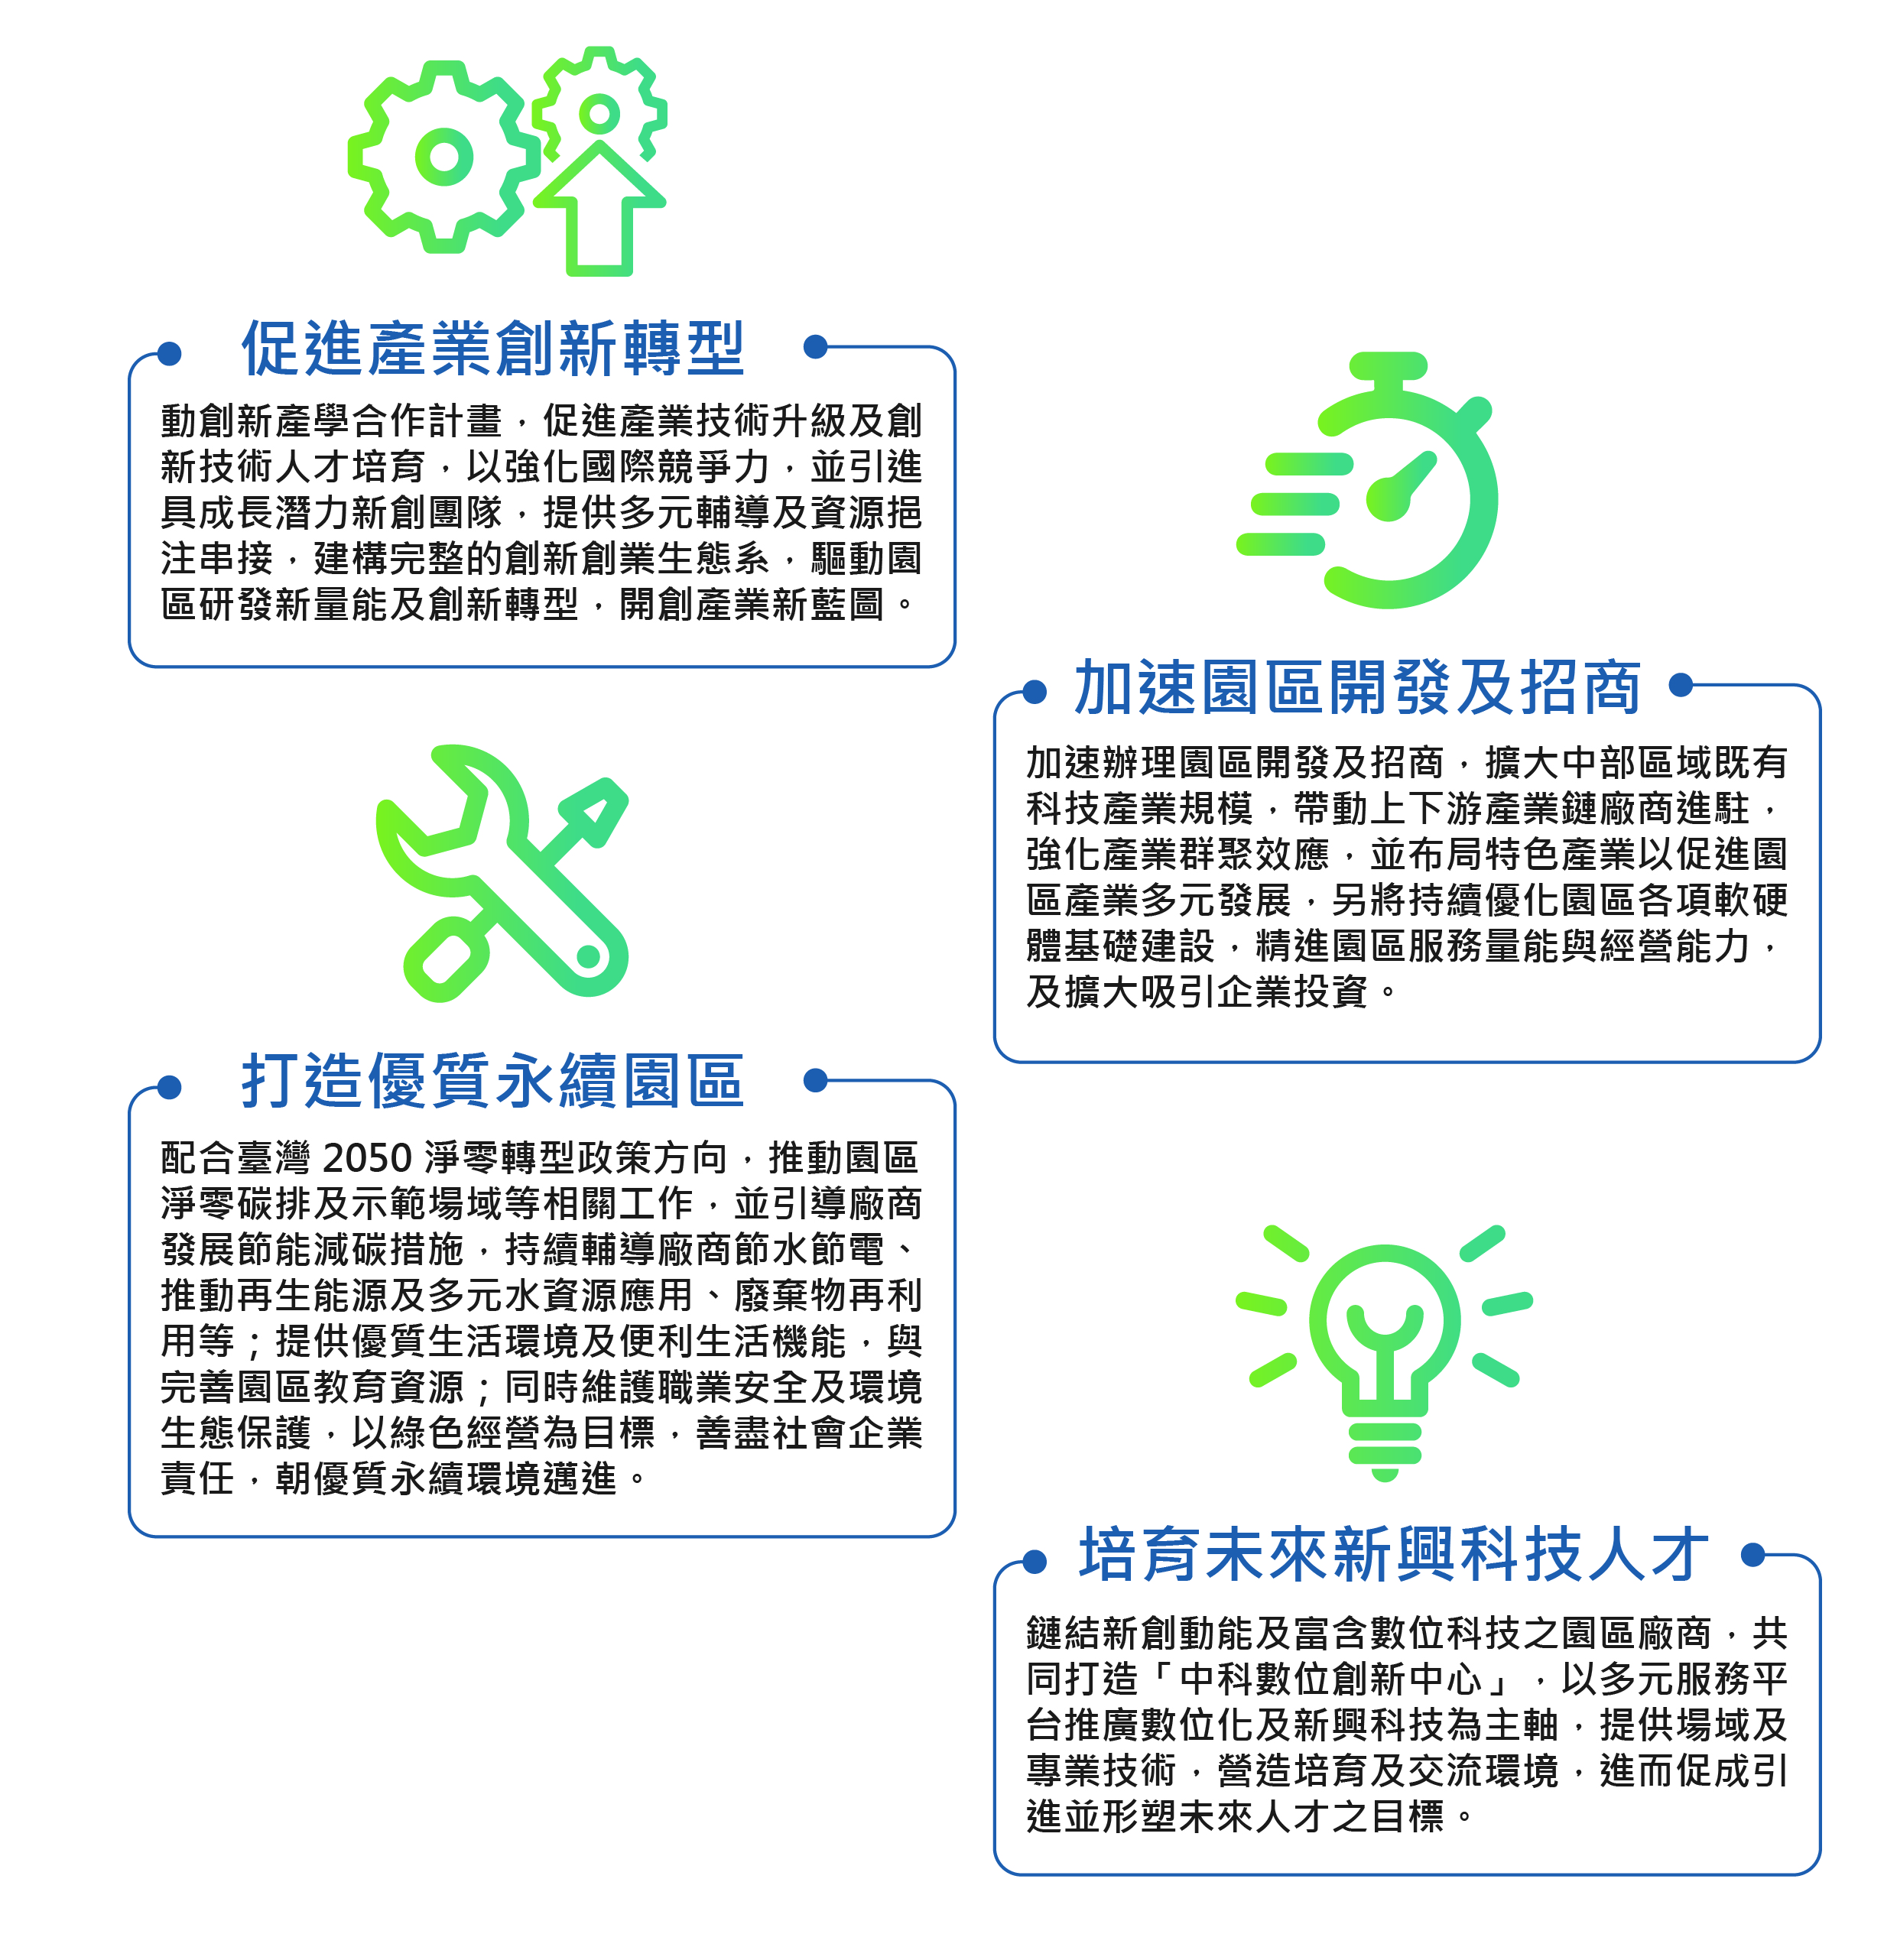 促進產業創新轉型
動創新產學合作計畫，促進產業技術升級及創
新技術人才培育，以強化國際競爭力，並引進
具成長潛力新創團隊，提供多元輔導及資源挹
注串接，建構完整的創新創業生態系，驅動園
區研發新量能及創新轉型，開創產業新藍圖。
加速園區開發及招商
加速辦理園區開發及招商，擴大中部區域既有
科技產業規模，帶動上下游產業鏈廠商進駐，
強化產業群聚效應，並布局特色產業以促進園
區產業多元發展，另將持續優化園區各項軟硬
體基礎建設，精進園區服務量能與經營能力，
及擴大吸引企業投資。
打造優質永續園區
配合臺灣 2050 淨零轉型政策方向，推動園區
淨零碳排及示範場域等相關工作，並引導廠商
發展節能減碳措施，持續輔導廠商節水節電、
推動再生能源及多元水資源應用、廢棄物再利
用等；提供優質生活環境及便利生活機能，與
完善園區教育資源；同時維護職業安全及環境
生態保護，以綠色經營為目標，善盡社會企業
責任，朝優質永續環境邁進。
培育未來新興科技人才
鏈結新創動能及富含數位科技之園區廠商，共
同打造「中科數位創新中心」，以多元服務平
台推廣數位化及新興科技為主軸，提供場域及
專業技術，營造培育及交流環境，進而促成引
進並形塑未來人才之目標。